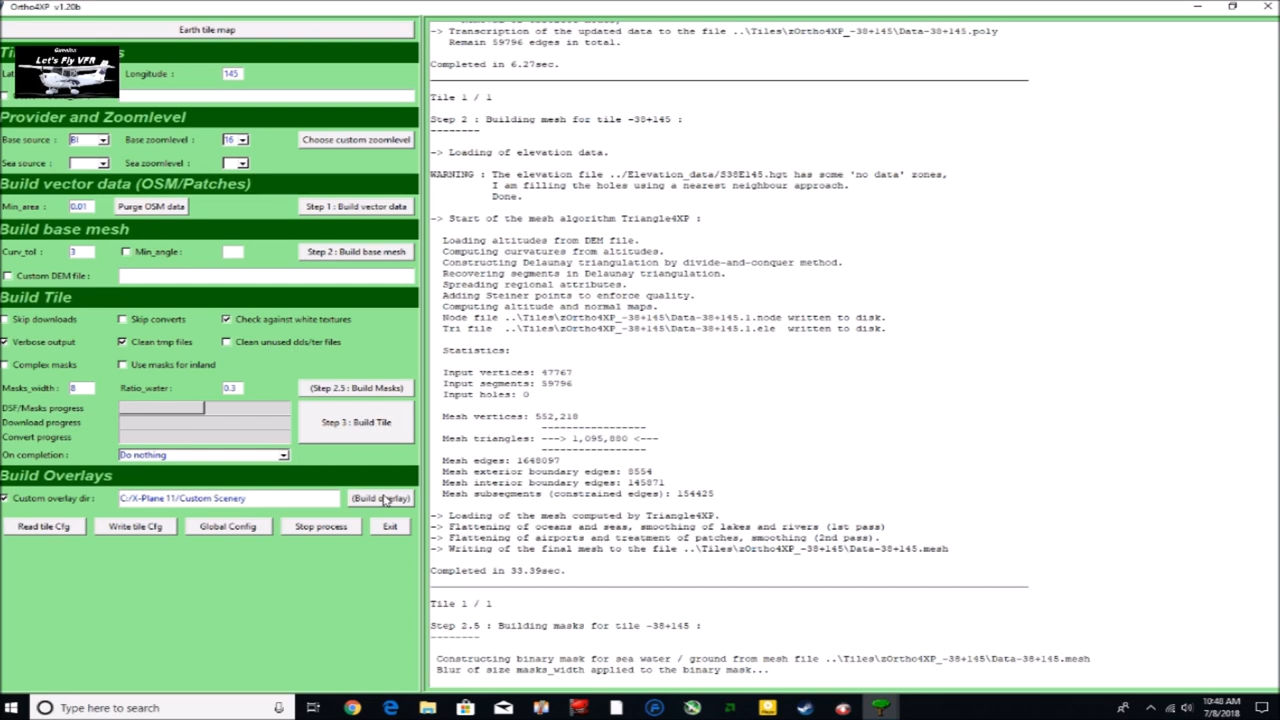 Ortho4XP v1.20b
Earth tile map
Gunvins
Let's Fly VFR
Longitude : 145
Provider and Zoomlevel
Base source : BI Base zoomlevel : 16 Choose custom zoomlevel
Sea source : Sea zoomlevel :
Build vector data (OSM/Patches)
Min_area : 0.01 Purge OSM data Step 1 : Build vector data
Build base mesh
Curv_tol : 3 Min_angle : Step 2 : Build base mesh
Custom DEM file :
Build Tile
Skip downloads Skip converts Check against white textures
Verbose output Clean tmp files Clean unused dds/ter files
Complex masks Use masks for inland
Masks_width : 8 Ratio_water : 0.3 (Step 2.5 : Build Masks)
DSF/Masks progress
Download progress Step 3 : Build Tile
Convert progress
On completion : Do nothing
Build Overlays
Custom overlay dir : C:/X-Plane 11/Custom Scenery (Build overlay)
Read tile Cfg Write tile Cfg Global Config Stop process Exit
-> Transcription of the updated data to the file ..\Tiles\zOrtho4XP_-38+145\Data-38+145.poly
Remain 59796 edges in total.
Completed in 6.27sec.
Tile 1 / 1
Step 2 : Building mesh for tile -38+145 :
--------
-> Loading of elevation data.
WARNING : The elevation file ../Elevation_data/S38E145.hgt has some 'no data' zones,
I am filling the holes using a nearest neighbour approach.
Done.
-> Start of the mesh algorithm Triangle4XP :
Loading altitudes from DEM file.
Computing curvatures from altitudes.
Constructing Delaunay triangulation by divide-and-conquer method.
Recovering segments in Delaunay triangulation.
Spreading regional attributes.
Adding Steiner points to enforce quality.
Computing altitude and normal maps.
Node file ..\Tiles\zOrtho4XP_-38+145\Data-38+145.1.node written to disk.
Tri file ..\Tiles\zOrtho4XP_-38+145\Data-38+145.1.ele written to disk.
Statistics:
Input vertices: 47767
Input segments: 59796
Input holes: 0
Mesh vertices: 552,218
-----------------
Mesh triangles: ---> 1,095,880 <---
-----------------
Mesh edges: 1648097
Mesh exterior boundary edges: 8554
Mesh interior boundary edges: 145871
Mesh subsegments (constrained edges): 154425
-> Loading of the mesh computed by Triangle4XP.
-> Flattening of oceans and seas, smoothing of lakes and rivers (1st pass)
-> Flattening of airports and treatment of patches, smoothing (2nd pass).
-> Writing of the final mesh to the file ..\Tiles\zOrtho4XP_-38+145\Data-38+145.mesh
Completed in 33.39sec.
Tile 1 / 1
Step 2.5 : Building masks for tile -38+145 :
--------
Constructing binary mask for sea water / ground from mesh file ..\Tiles\zOrtho4XP_-38+145\Data-38+145.mesh
Blur of size masks_width applied to the binary mask...
Type here to search
10:48 AM
7/8/2018